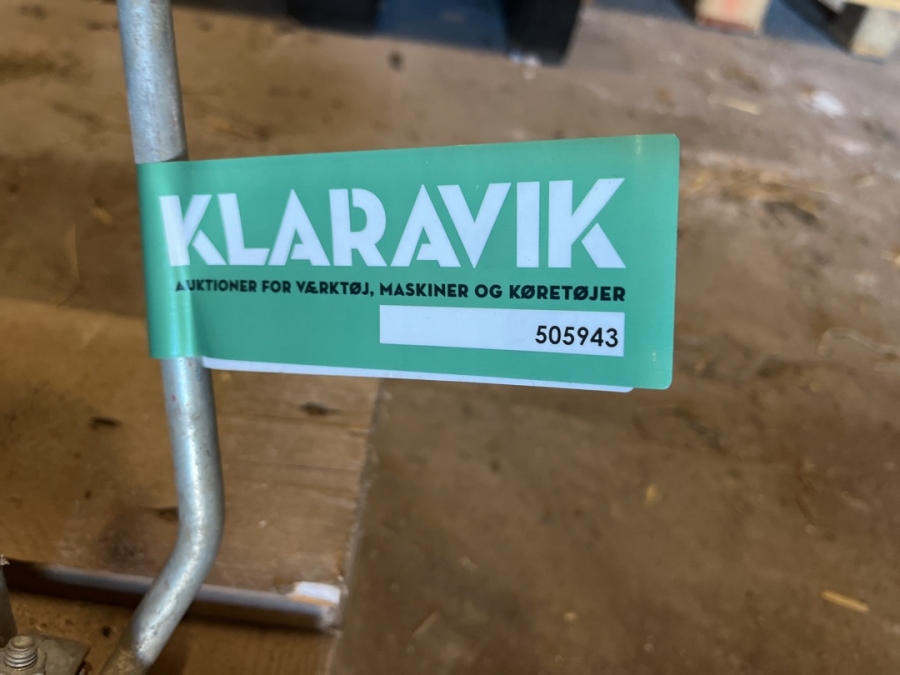 KLARAVIK
AUKTIONER FOR VÆRKTØJ, MASKINER OG KØRETØJER
505943